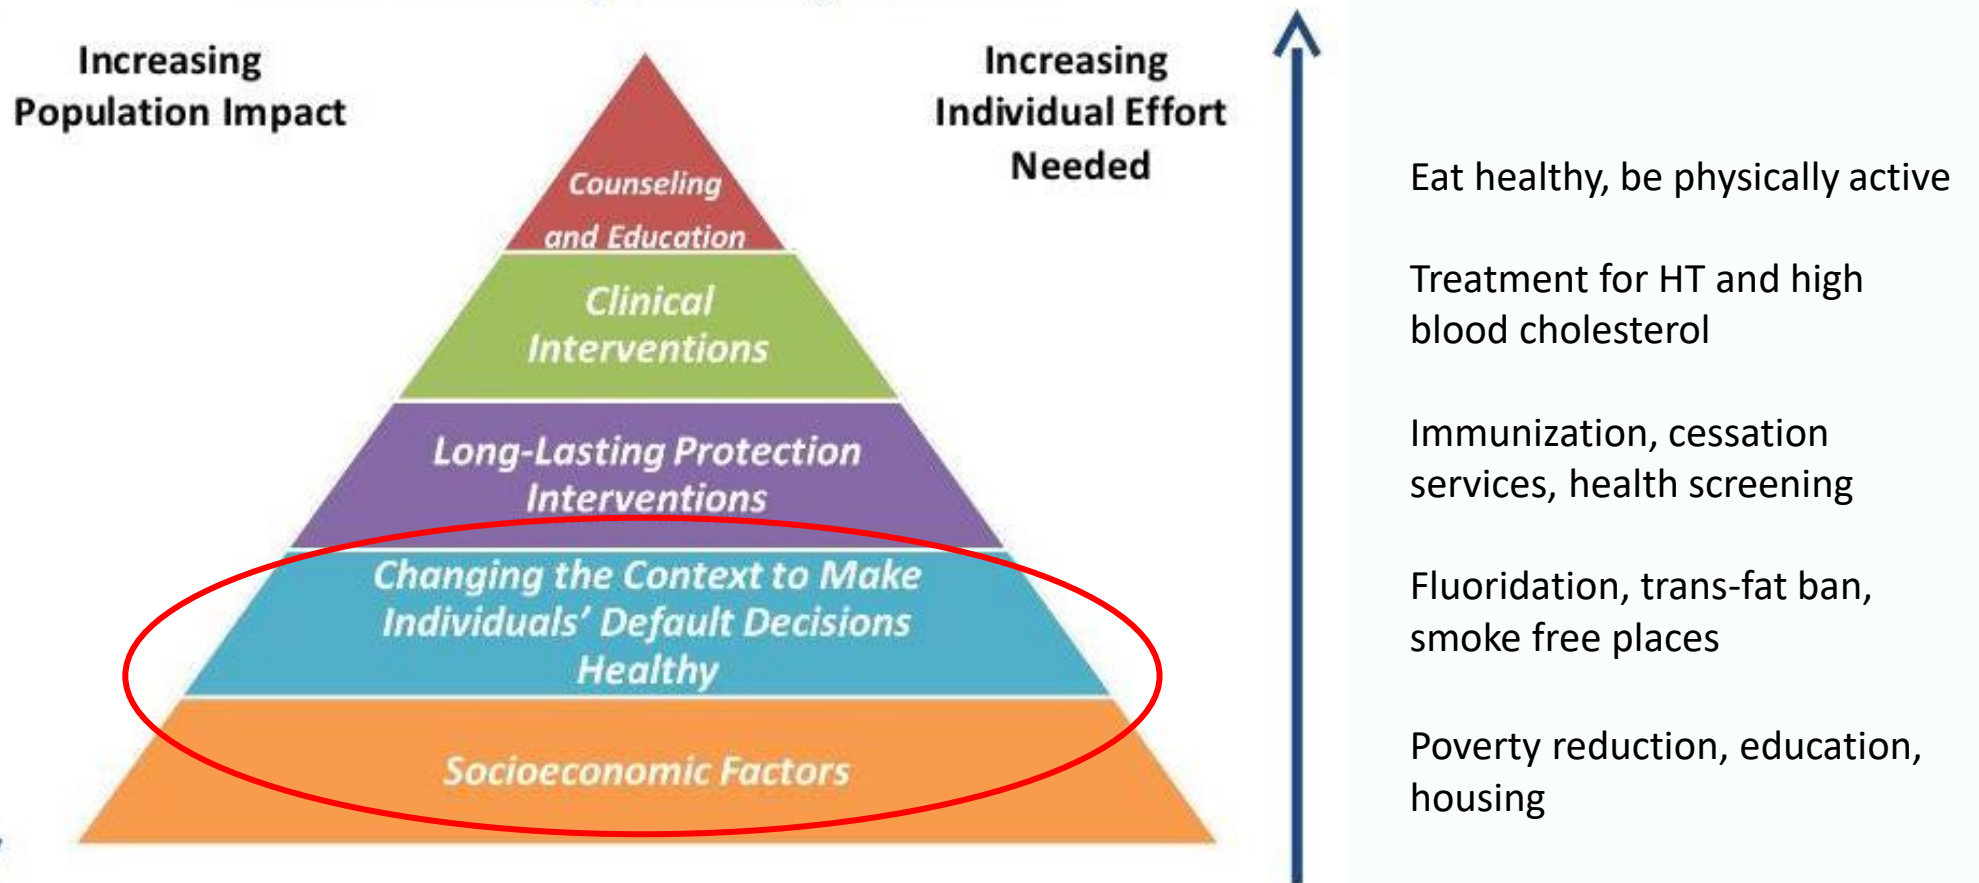 Increasing
Population Impact
Increasing
Individual Effort
Needed
Counseling
and Education
Clinical
Interventions
Long-Lasting Protection
Interventions
Changing the Context to Make
Individuals’ Default Decisions
Healthy
Socioeconomic Factors
Eat healthy, be physically active
Treatment for HT and high
blood cholesterol
Immunization, cessation
services, health screening
Fluoridation, trans-fat ban,
smoke free places
Poverty reduction, education,
housing